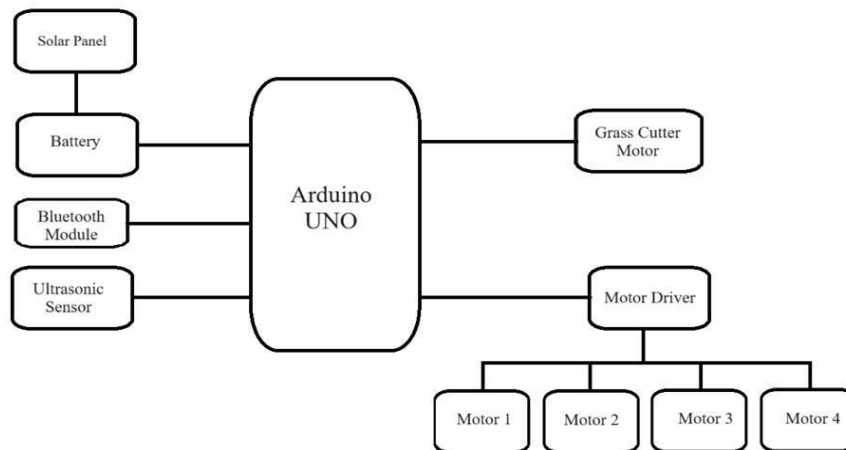 Solar Panel
Battery
Bluetooth
Module
Ultrasonic
Sensor
Arduino
UNO
Grass Cutter
Motor
Motor Driver
Motor 1
Motor 2
Motor 3
Motor 4